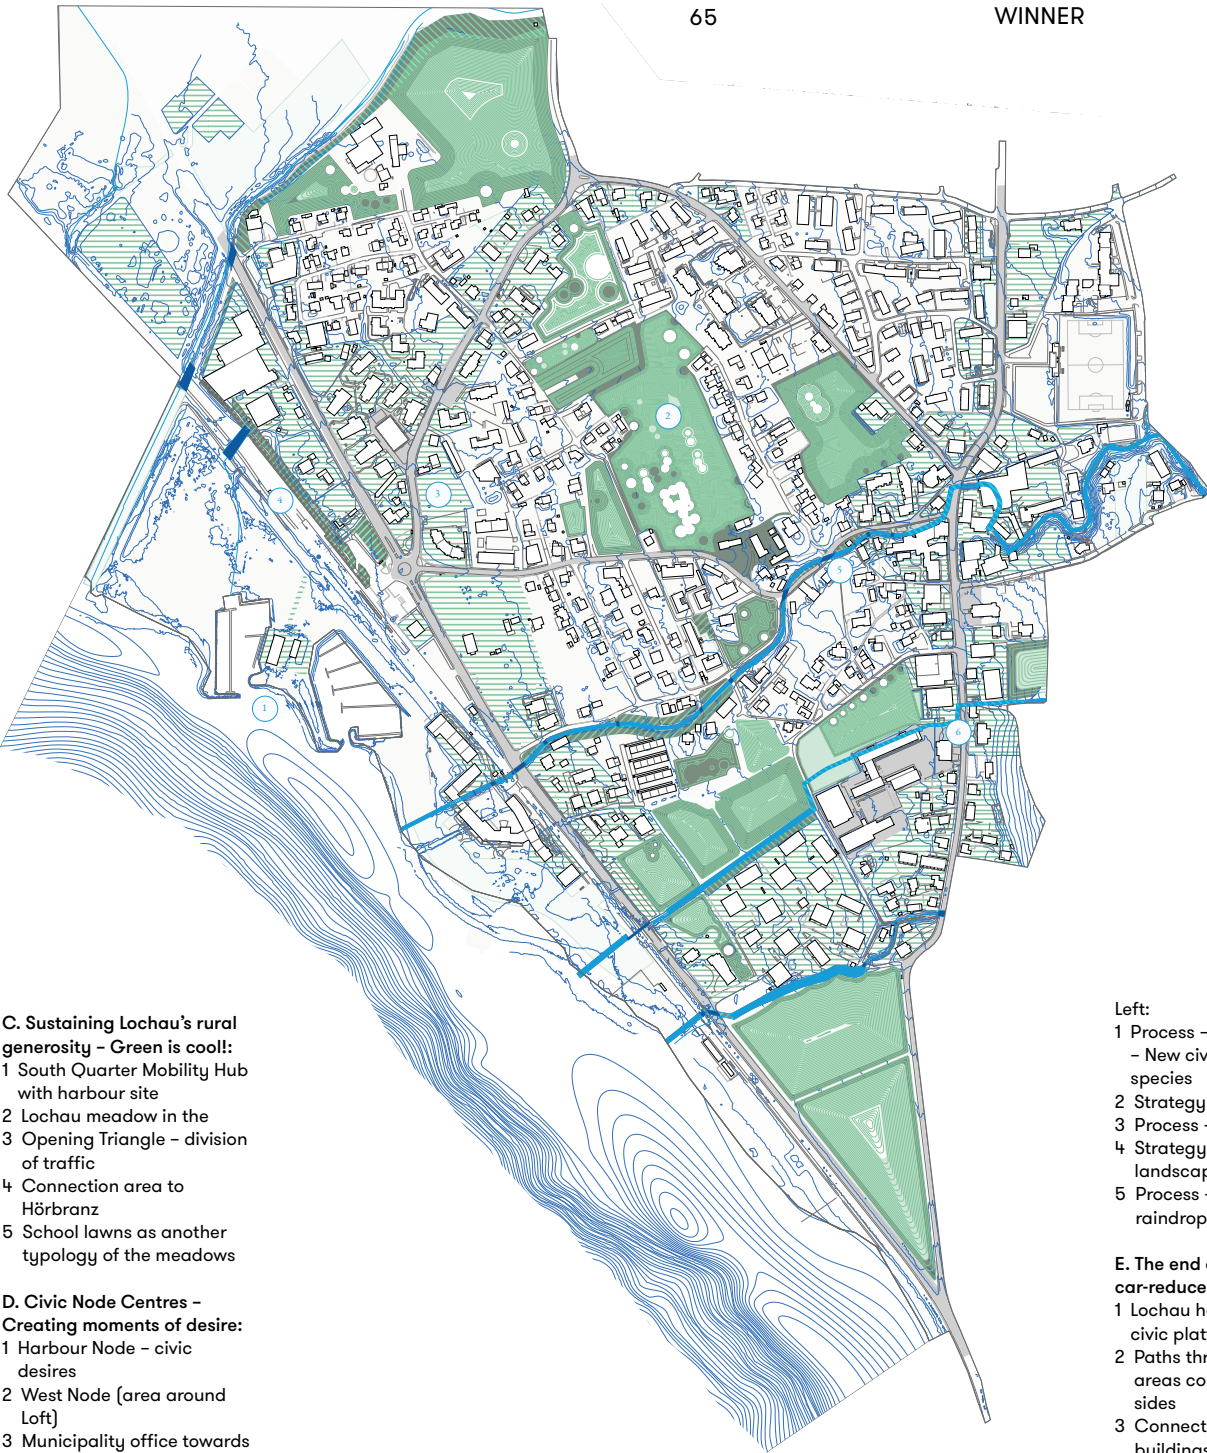 65
WINNER
2
4
3
5
1
6
C. Sustaining Lochau's rural
generosity – Green is cool!:
1 South Quarter Mobility Hub
with harbour site
2 Lochau meadow in the
3 Opening Triangle – division
of traffic
4 Connection area to
Hörbranz
5 School lawns as another
typology of the meadows
D. Civic Node Centres –
Creating moments of desire:
1 Harbour Node – civic
desires
2 West Node (area around
Loft)
3 Municipality office towards
Left:
1 Process –
– New civ
species
2 Strategy
3 Process -
4 Strategy
landscap
5 Process -
raindrop
E. The end
car-reduce
1 Lochau h
civic plat
2 Paths thr
areas co
sides
3 Connect
buildings